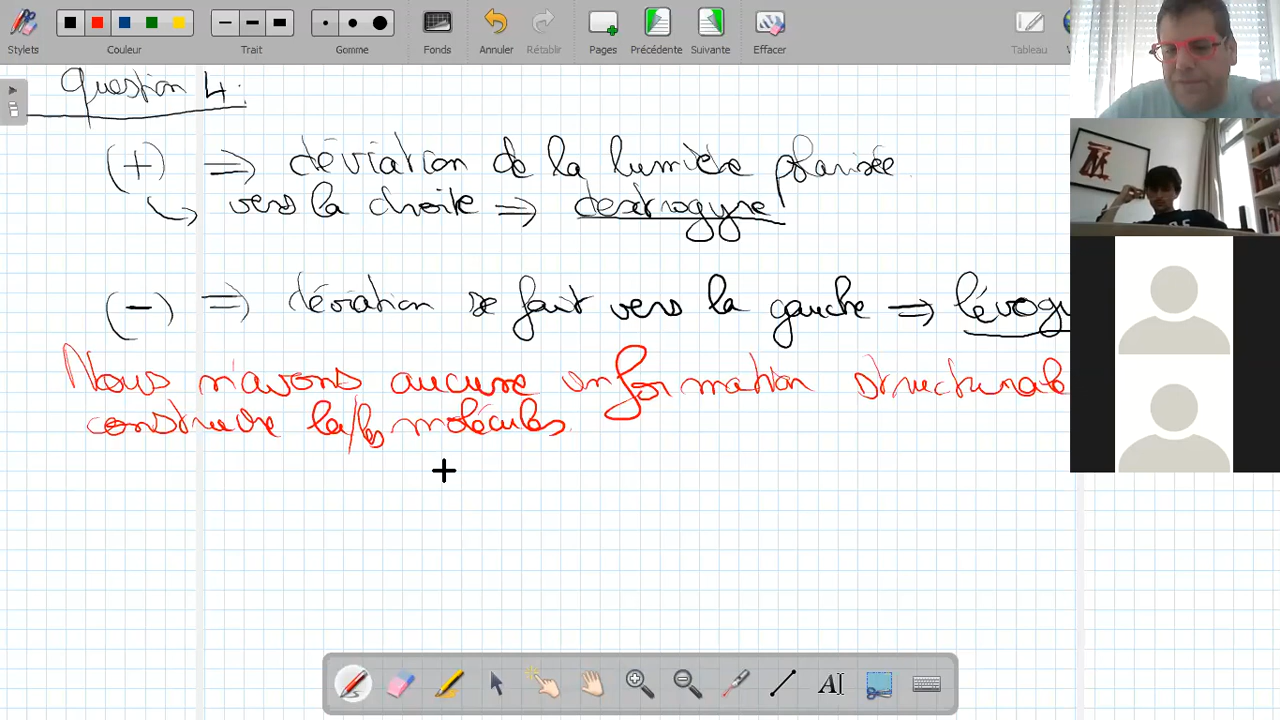 Stylets
Couleur
Trait
Gomme
Fonds
Annuler
Rétablir
Pages
Précédente
Suivante
Effacer
Tableau
Question 4:
(+) => déviation de la lumière polarisée
vers la droite => dextrogyre
(-) => déviation se fait vers la gauche => lévogy
Nous n'avons aucune information structurale
construire la/les molécules.